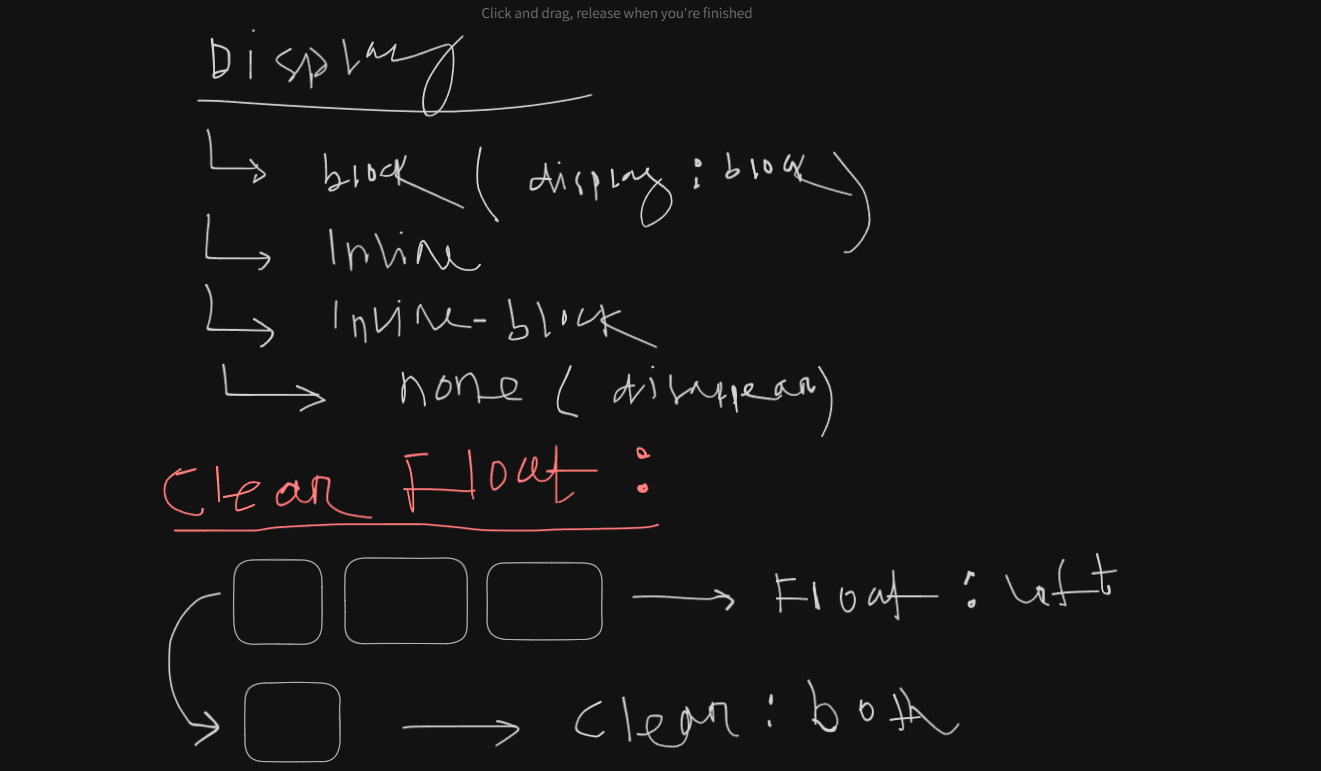 Click and drag, release when you're finished
Display
block (display : block)
Inline
Inline-block
none (disappear)
Clear Float :
Float : left
Clear : both